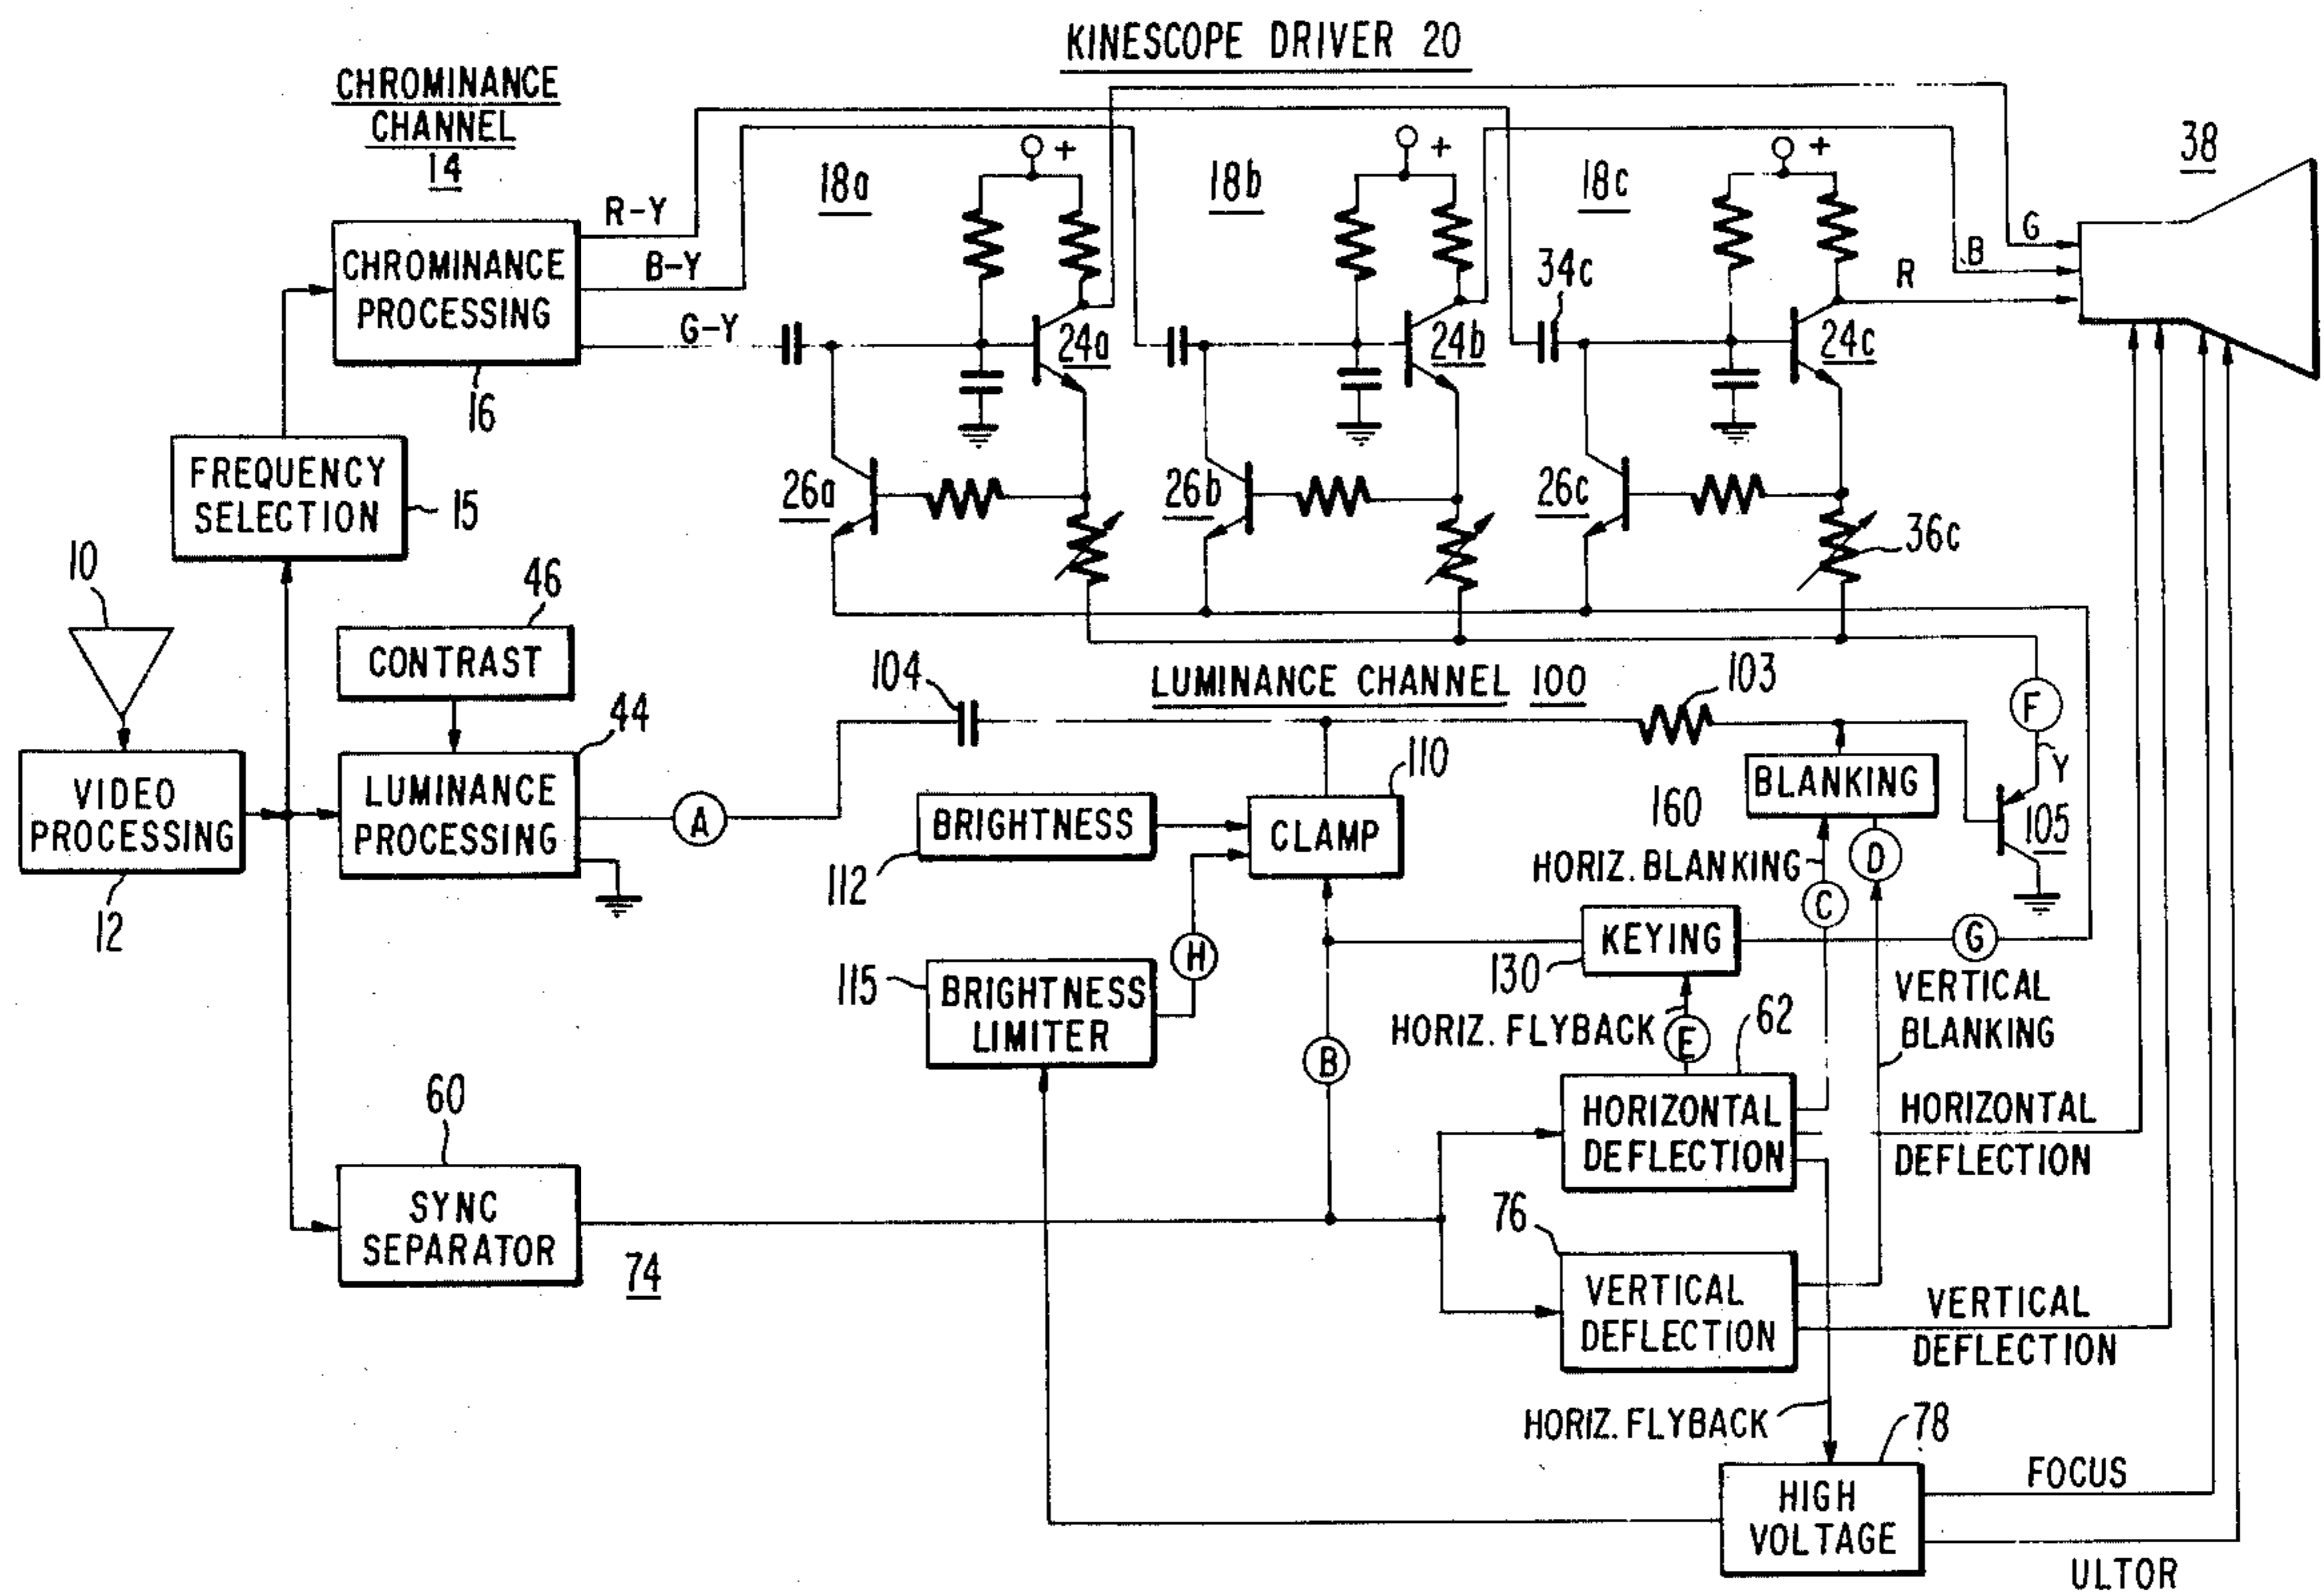 KINESCOPE DRIVER 20
CHROMINANCE
CHANNEL
14
18a
+
18b
+
18c
+
38
R-Y
B-Y
G-Y
CHROMINANCE
PROCESSING
16
34c
G
B
R
24a
24b
24c
FREQUENCY
SELECTION
15
26a
26b
26c
36c
10
46
CONTRAST
104
LUMINANCE CHANNEL 100
103
F
Y
44
VIDEO
PROCESSING
12
LUMINANCE
PROCESSING
A
110
BRIGHTNESS
112
CLAMP
BLANKING
160
105
HORIZ. BLANKING
D
C
H
KEYING
130
G
115
BRIGHTNESS
LIMITER
VERTICAL
BLANKING
HORIZ. FLYBACK
E
62
B
60
HORIZONTAL
DEFLECTION
HORIZONTAL
DEFLECTION
SYNC
SEPARATOR
74
76
VERTICAL
DEFLECTION
VERTICAL
DEFLECTION
HORIZ. FLYBACK
78
HIGH
VOLTAGE
FOCUS
ULTOR